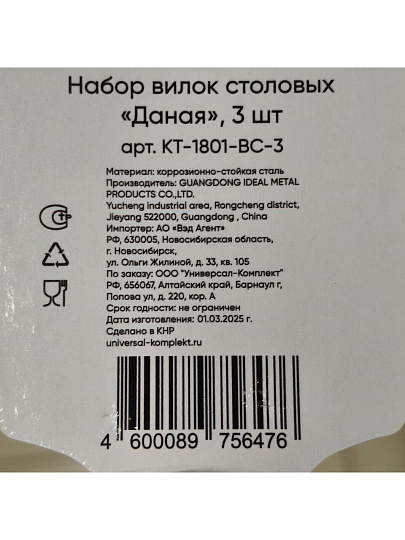 Набор вилок столовых
«Даная», 3 шт
арт. КТ-1801-ВС-3
Материал: коррозионно-стойкая сталь
Производитель: GUANGDONG IDEAL METAL
PRODUCTS CO.,LTD.
Yucheng industrial area, Rongcheng district,
Jieyang 522000, Guangdong , China
Импортер: АО «Вэд Агент»
РФ, 630005, Новосибирская область,
г. Новосибирск,
ул. Ольги Жилиной, д. 33, кв. 105
По заказу: ООО "Универсал-Комплект"
РФ, 656067, Алтайский край, Барнаул г,
Попова ул, д. 220, кор. А
Срок годности: не ограничен
Дата изготовления: 01.03.2025 г.
Сделано в КНР
universal-komplekt.ru
4 600089 756476